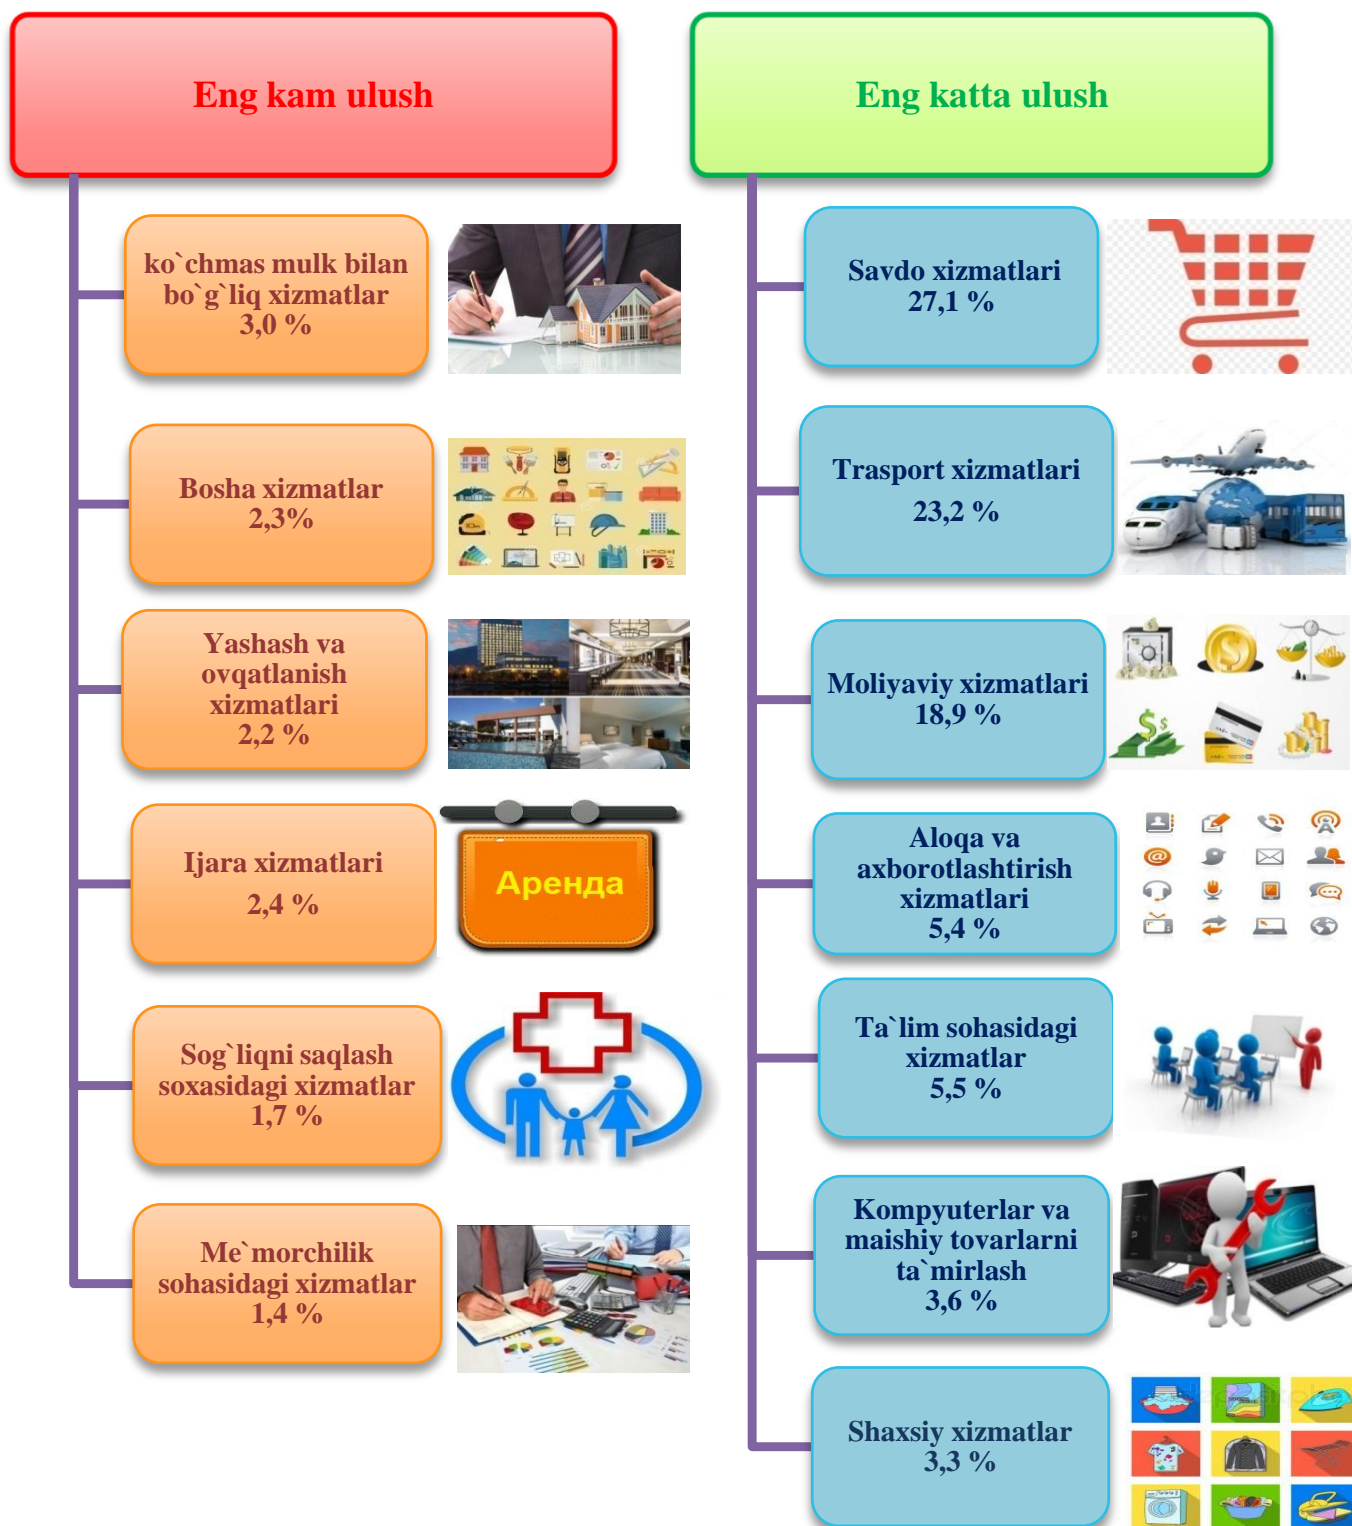 Eng kam ulush
ko`chmas mulk bilan
bo`g`liq xizmatlar
3,0 %
Bosha xizmatlar
2,3%
Yashash va
ovqatlanish
xizmatlari
2,2 %
Ijara xizmatlari
2,4 %
Аренда
Sog`liqni saqlash
soxasidagi xizmatlar
1,7 %
Me`morchilik
sohasidagi xizmatlar
1,4 %
Eng katta ulush
Savdo xizmatlari
27,1 %
Trasport xizmatlari
23,2 %
Moliyaviy xizmatlari
18,9 %
Aloqa va
axborotlashtirish
xizmatlari
5,4 %
Ta`lim sohasidagi
xizmatlar
5,5 %
Kompyuterlar va
maishiy tovarlarni
ta`mirlash
3,6 %
Shaxsiy xizmatlar
3,3 %